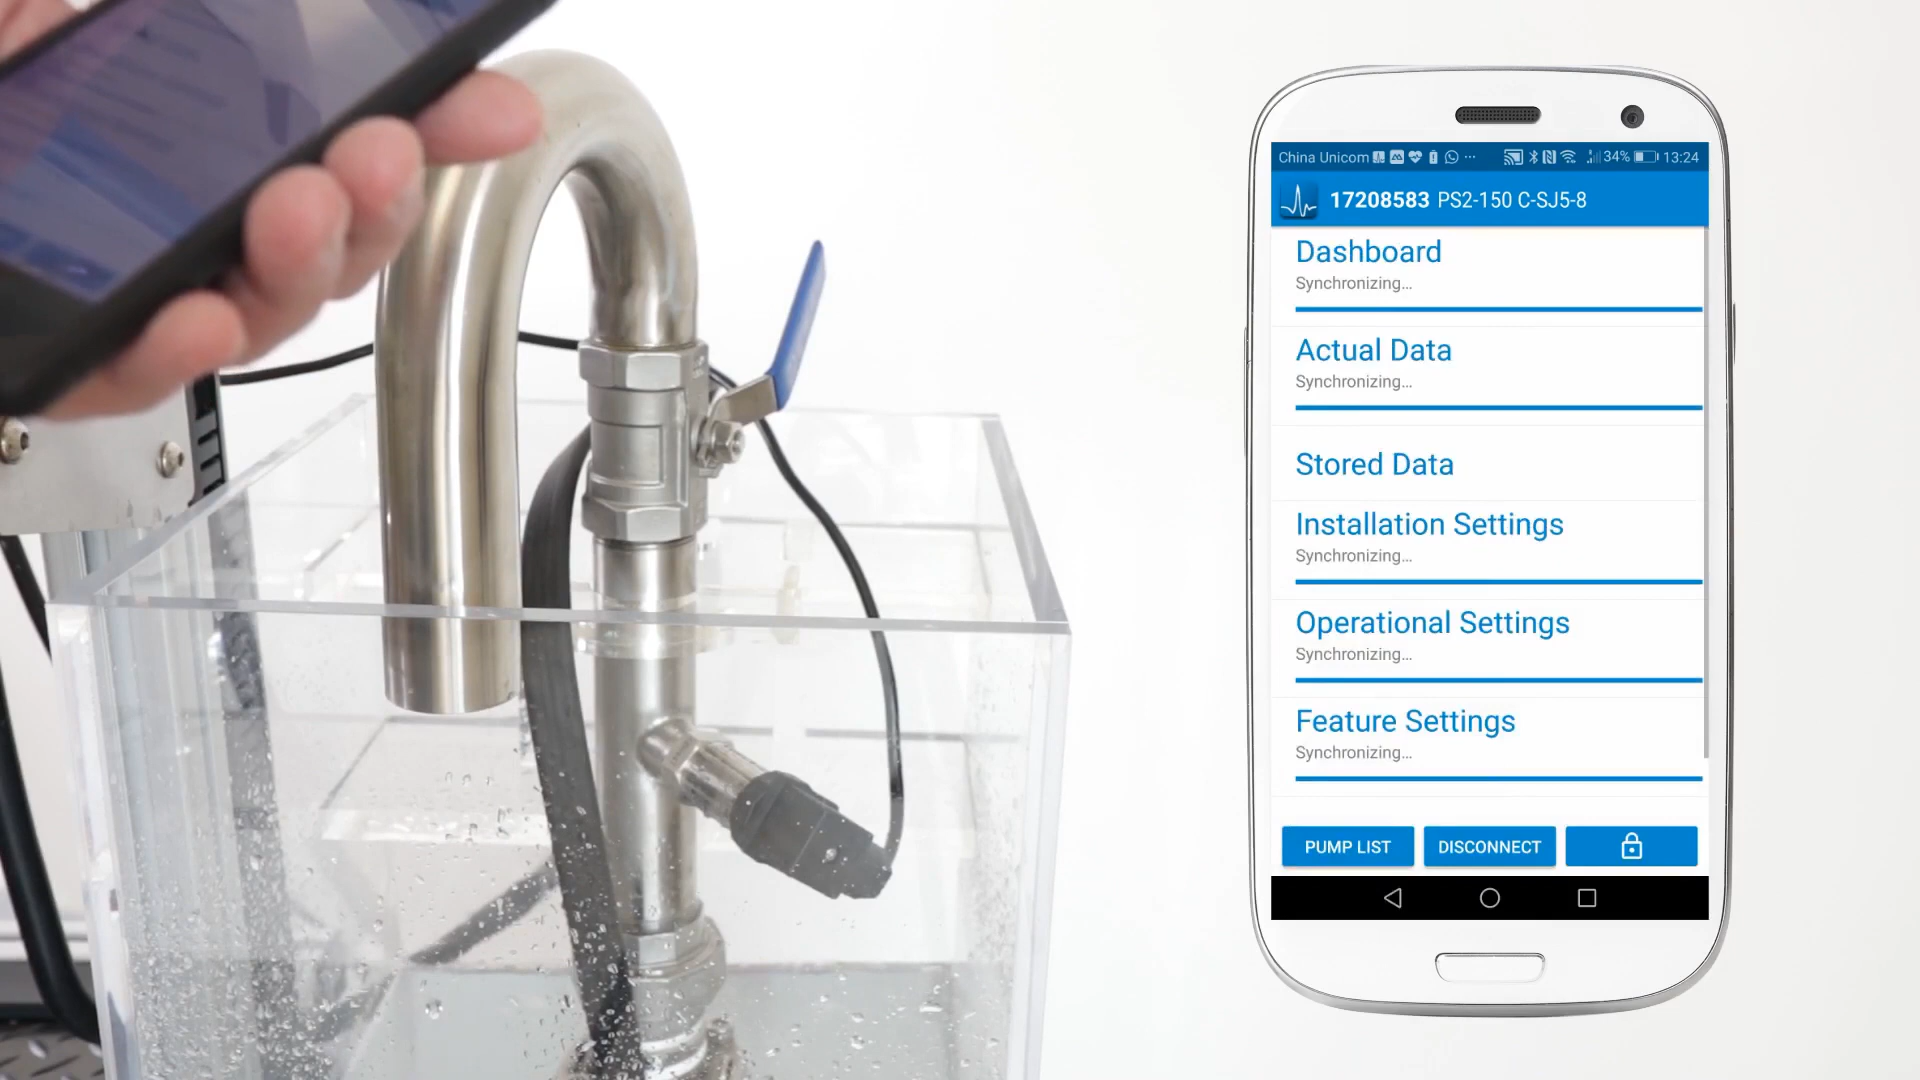 China Unicom ... 34% 13:24
17208583 PS2-150 C-SJ5-8
Dashboard
Synchronizing...
Actual Data
Synchronizing...
Stored Data
Installation Settings
Synchronizing...
Operational Settings
Synchronizing...
Feature Settings
Synchronizing...
PUMP LIST DISCONNECT